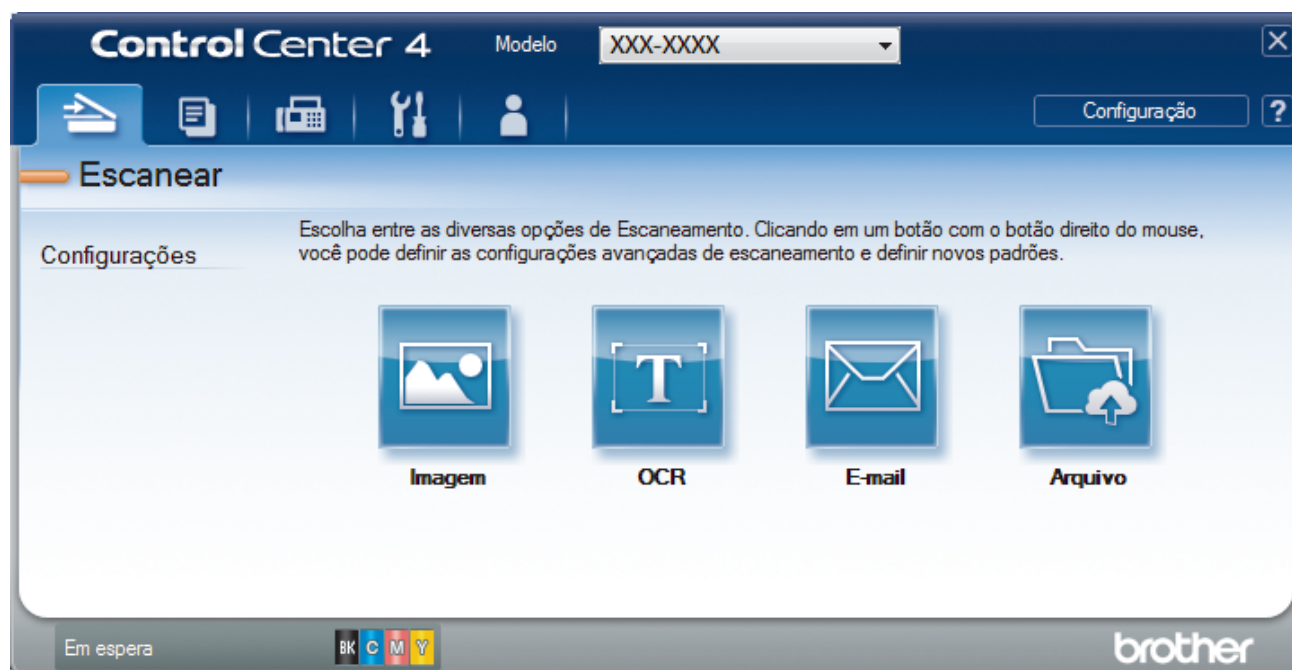 Control Center 4
Modelo
XXX-XXXX
Configuração
?
Escanear
Configurações
Escolha entre as diversas opções de Escaneamento. Clicando em um botão com o botão direito do mouse,
você pode definir as configurações avançadas de escaneamento e definir novos padrões.
T
Imagem
OCR
E-mail
Arquivo
Em espera
BK C M Y
brother